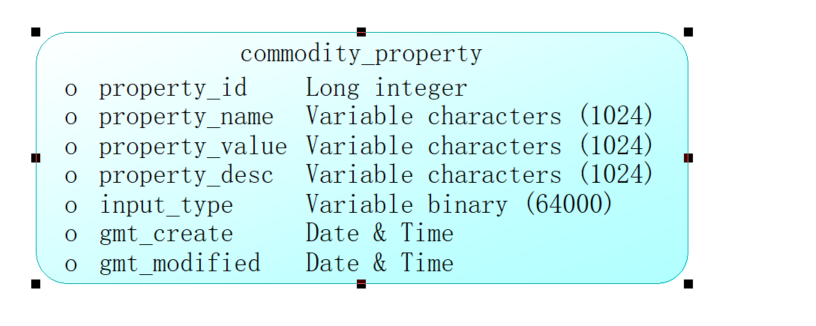 commodity_property
o property_id Long integer
o property_name Variable characters (1024)
o property_value Variable characters (1024)
o property_desc Variable characters (1024)
o input_type Variable binary (64000)
o gmt_create Date & Time
o gmt_modified Date & Time